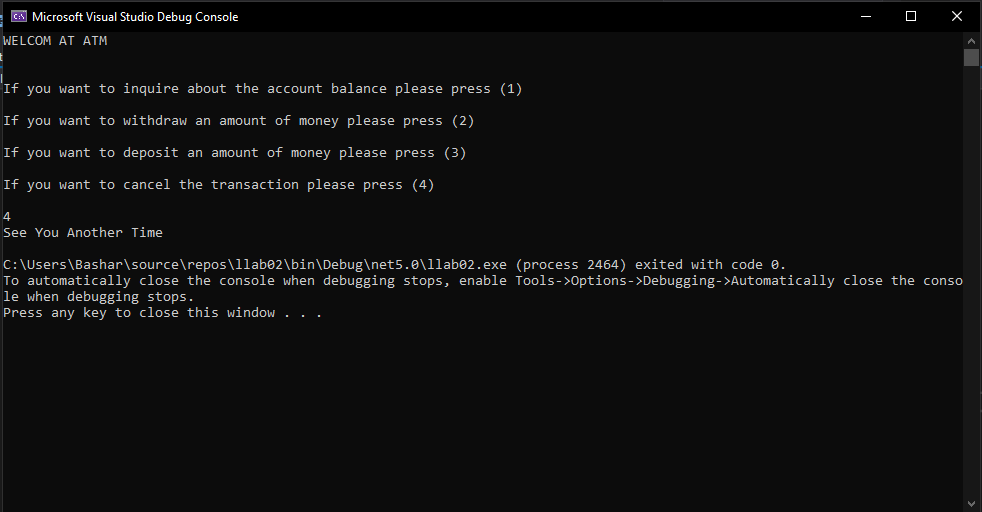 Microsoft Visual Studio Debug Console
WELCOM AT ATM
If you want to inquire about the account balance please press (1)
If you want to withdraw an amount of money please press (2)
If you want to deposit an amount of money please press (3)
If you want to cancel the transaction please press (4)
4
See You Another Time
C:\Users\Bashar\source\repos\llab02\bin\Debug\net5.0\llab02.exe (process 2464) exited with code 0.
To automatically close the console when debugging stops, enable Tools->Options->Debugging->Automatically close the conso
le when debugging stops.
Press any key to close this window . . .